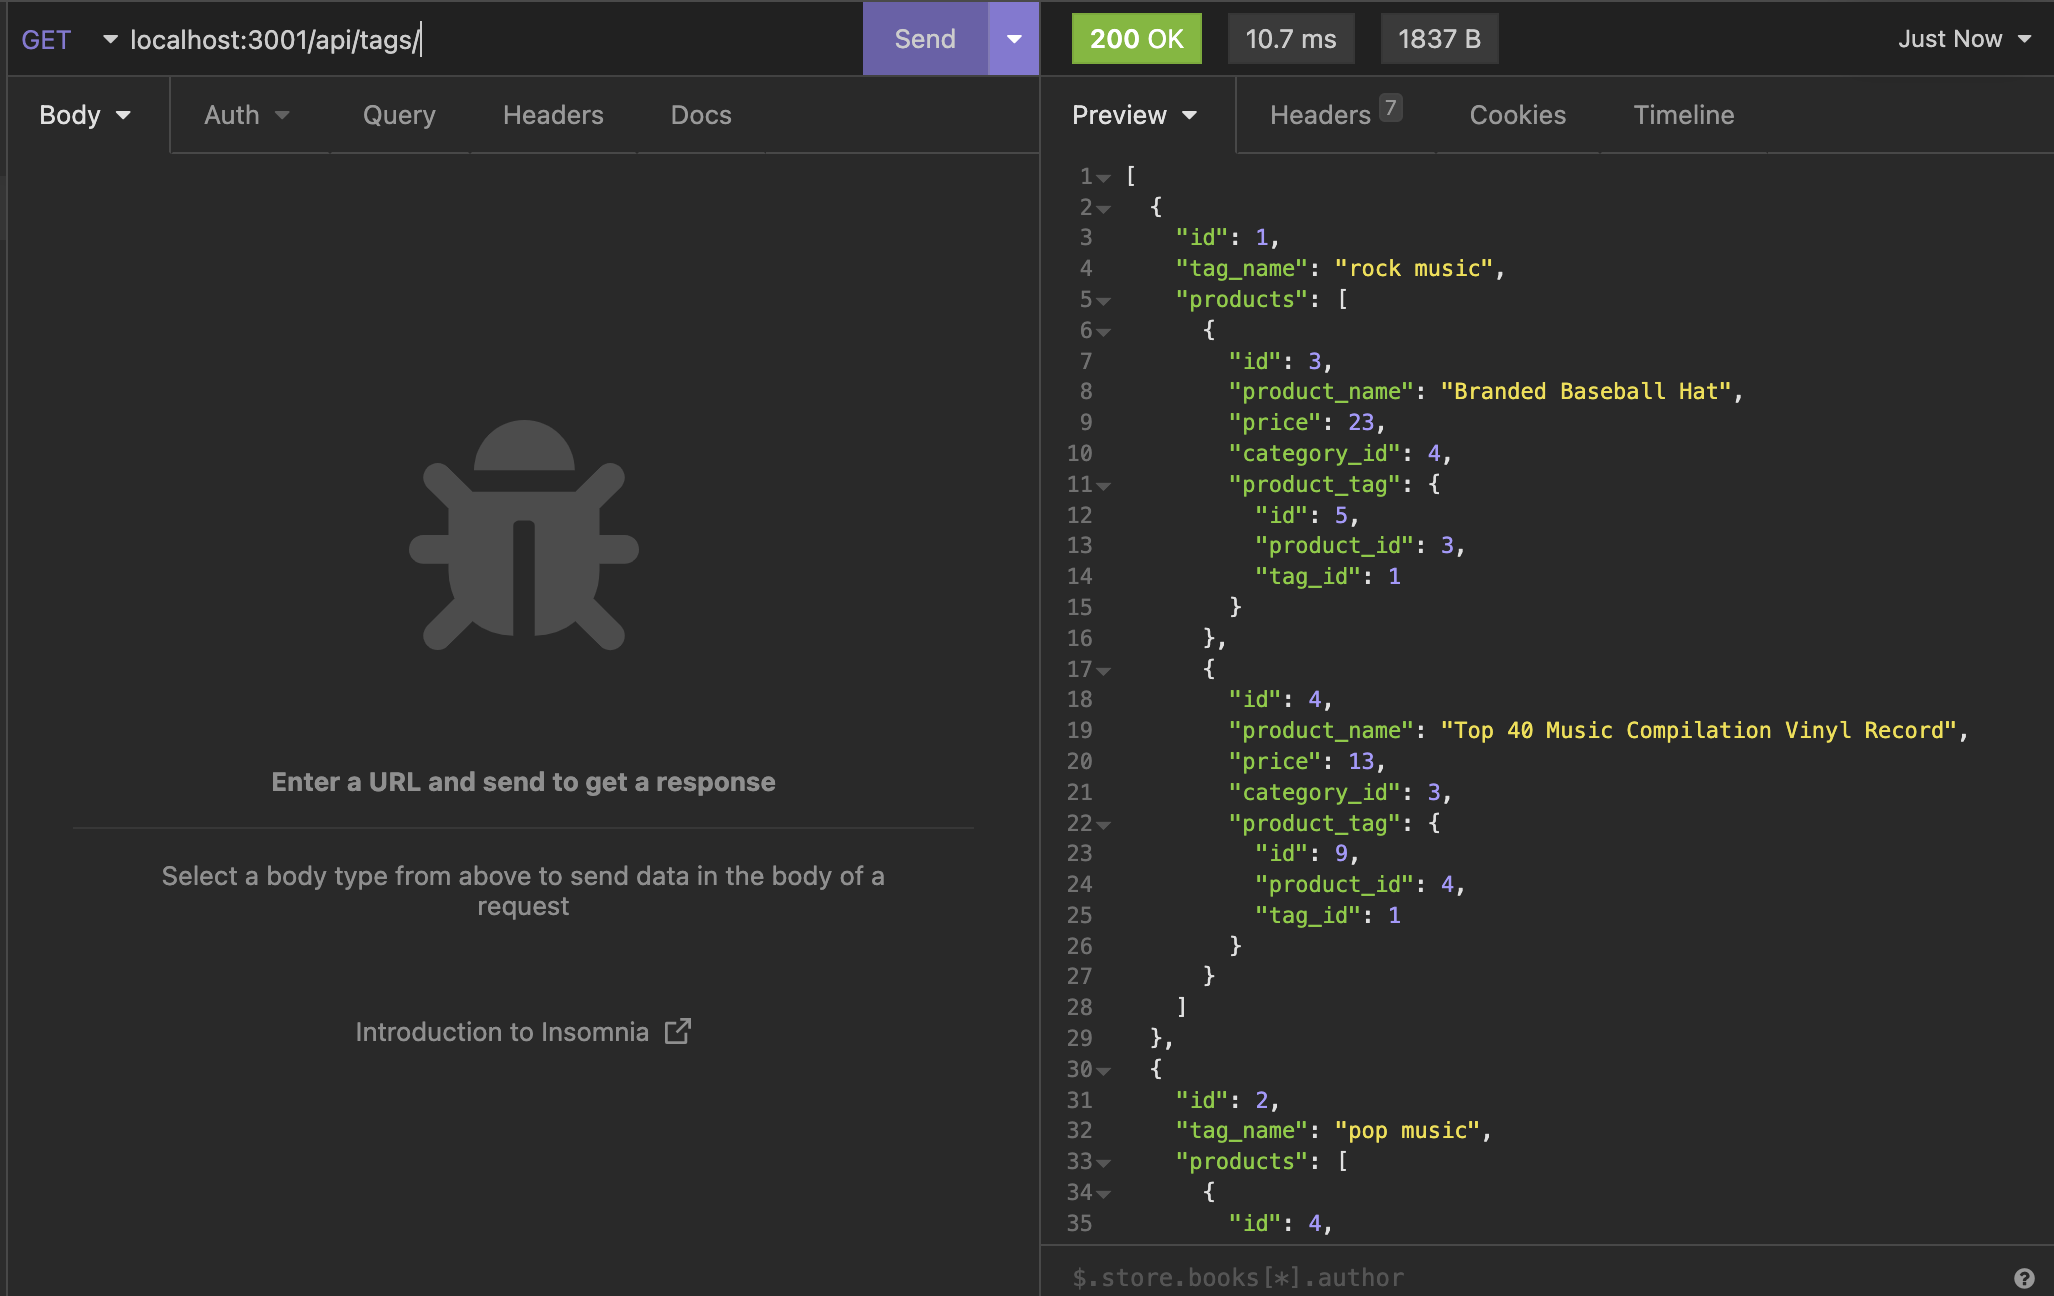 GET localhost:3001/api/tags/ Send
200 OK 10.7 ms 1837 B Just Now
Body Auth Query Headers Docs
Preview Headers 7 Cookies Timeline
Enter a URL and send to get a response
Select a body type from above to send data in the body of a
request
Introduction to Insomnia
1 [
2 {
3 "id": 1,
4 "tag_name": "rock music",
5 "products": [
6 {
7 "id": 3,
8 "product_name": "Branded Baseball Hat",
9 "price": 23,
10 "category_id": 4,
11 "product_tag": {
12 "id": 5,
13 "product_id": 3,
14 "tag_id": 1
15 }
16 },
17 {
18 "id": 4,
19 "product_name": "Top 40 Music Compilation Vinyl Record",
20 "price": 13,
21 "category_id": 3,
22 "product_tag": {
23 "id": 9,
24 "product_id": 4,
25 "tag_id": 1
26 }
27 }
28 ]
29 },
30 {
31 "id": 2,
32 "tag_name": "pop music",
33 "products": [
34 {
35 "id": 4,
$.store.books[*].author ?